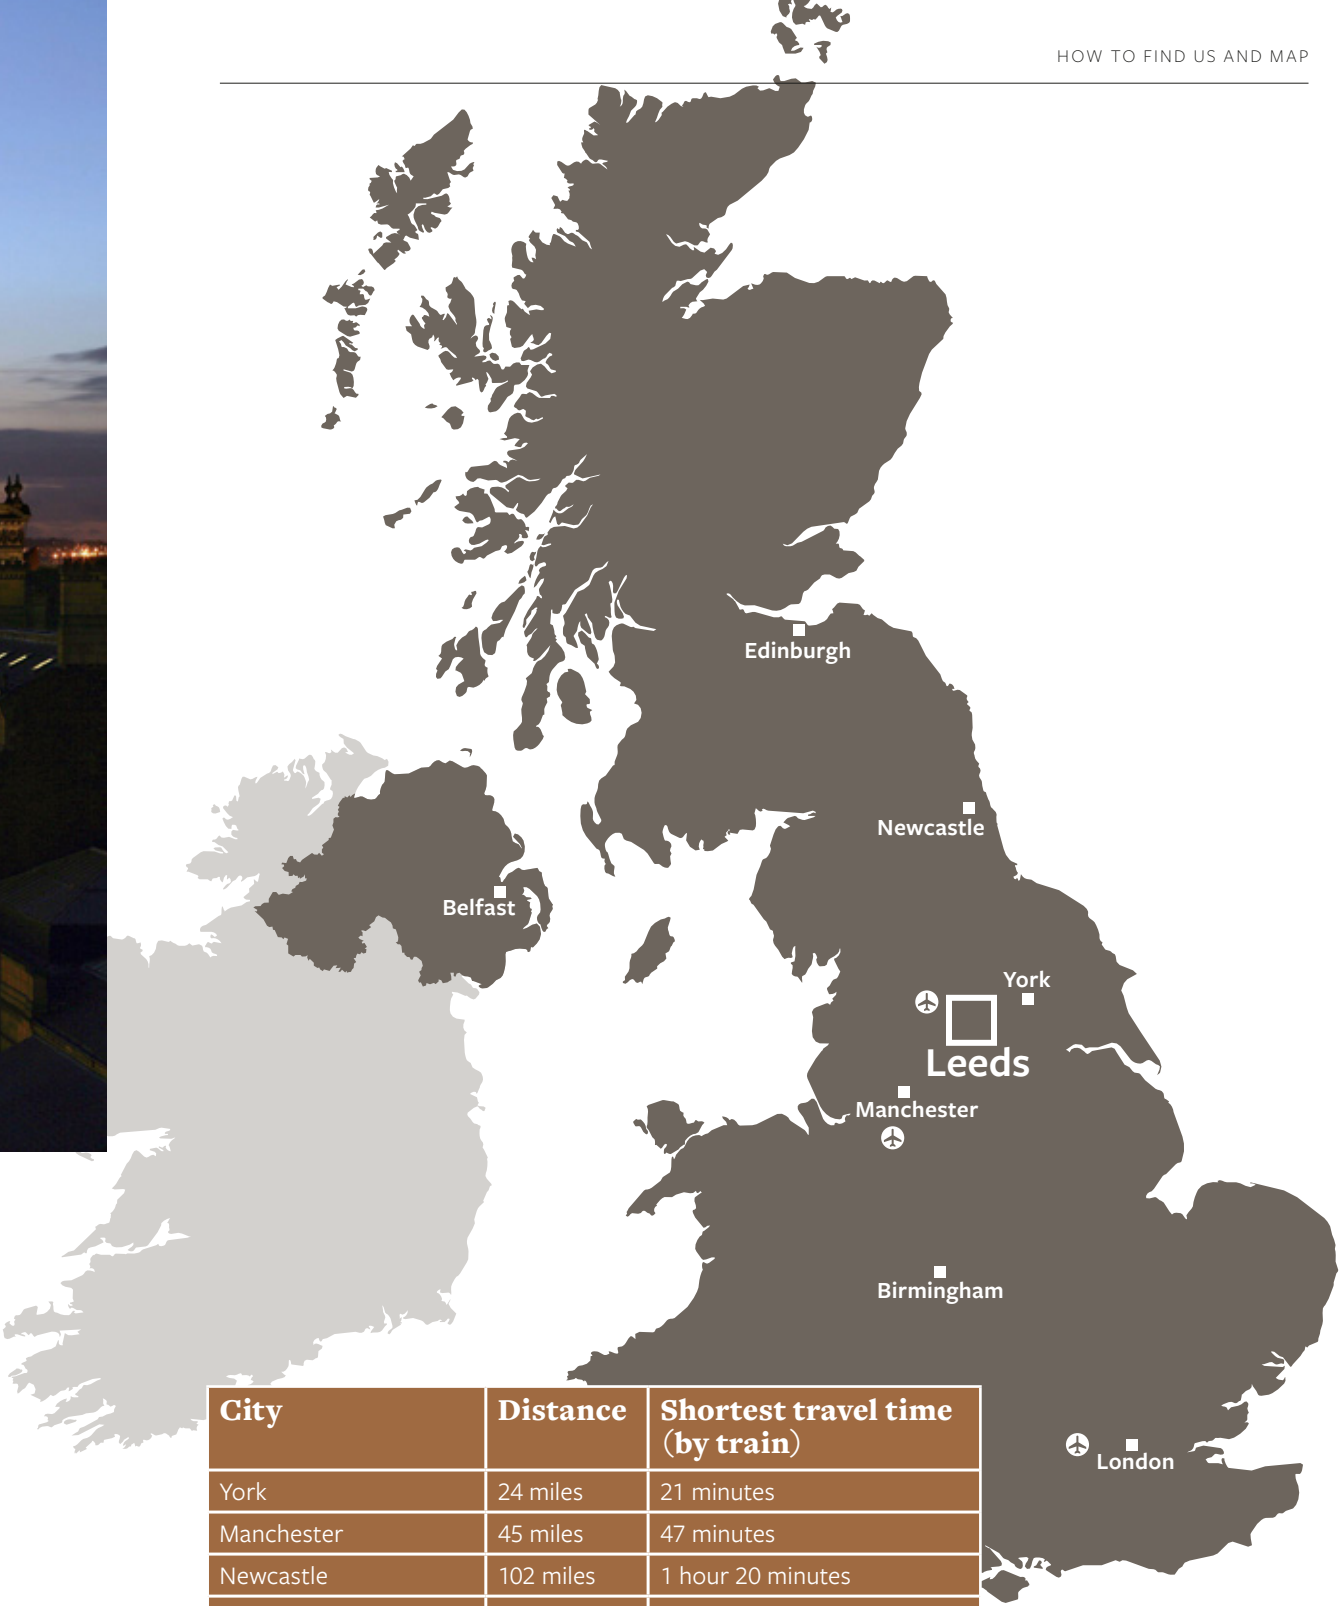 HOW TO FIND US AND MAP
Edinburgh
Newcastle
Belfast
York
Leeds
Manchester
Birmingham
London
City Distance Shortest travel time
(by train)
York 24 miles 21 minutes
Manchester 45 miles 47 minutes
Newcastle 102 miles 1 hour 20 minutes